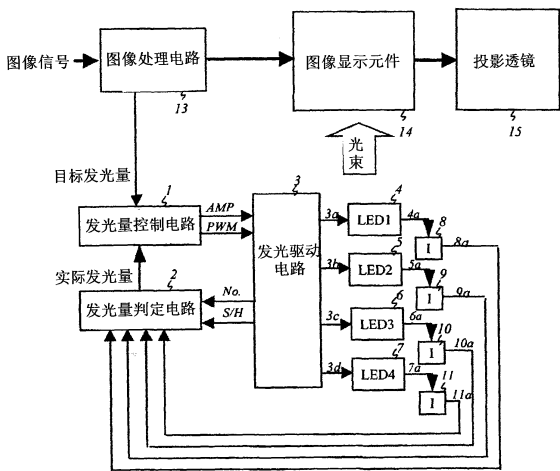 图像信号
图像处理电路
13
图像显示元件
14
投影透镜
15
光束
目标发光量
1
发光量控制电路
AMP
PWM
实际发光量
2
发光量判定电路
No.
S/H
3
发光驱动电路
3a
4
LED1
4a
8
I
8a
3b
5
LED2
5a
9
I
9a
3c
6
LED3
6a
10
I
10a
3d
7
LED4
7a
11
I
11a